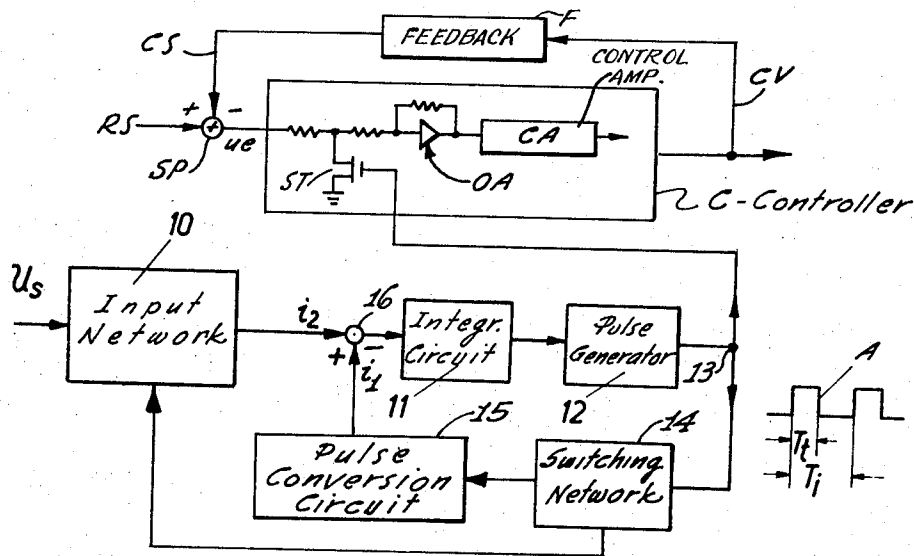 F
FEEDBACK
CS
CONTROL
AMP.
CV
+
-
RS
SP
ue
CA
ST
OA
C-Controller
10
Us
Input
Network
i2
16
+
-
i1
Integr.
Circuit
11
Pulse
Generator
12
13
A
Tt
Ti
15
Pulse
Conversion
Circuit
14
Switching
Network